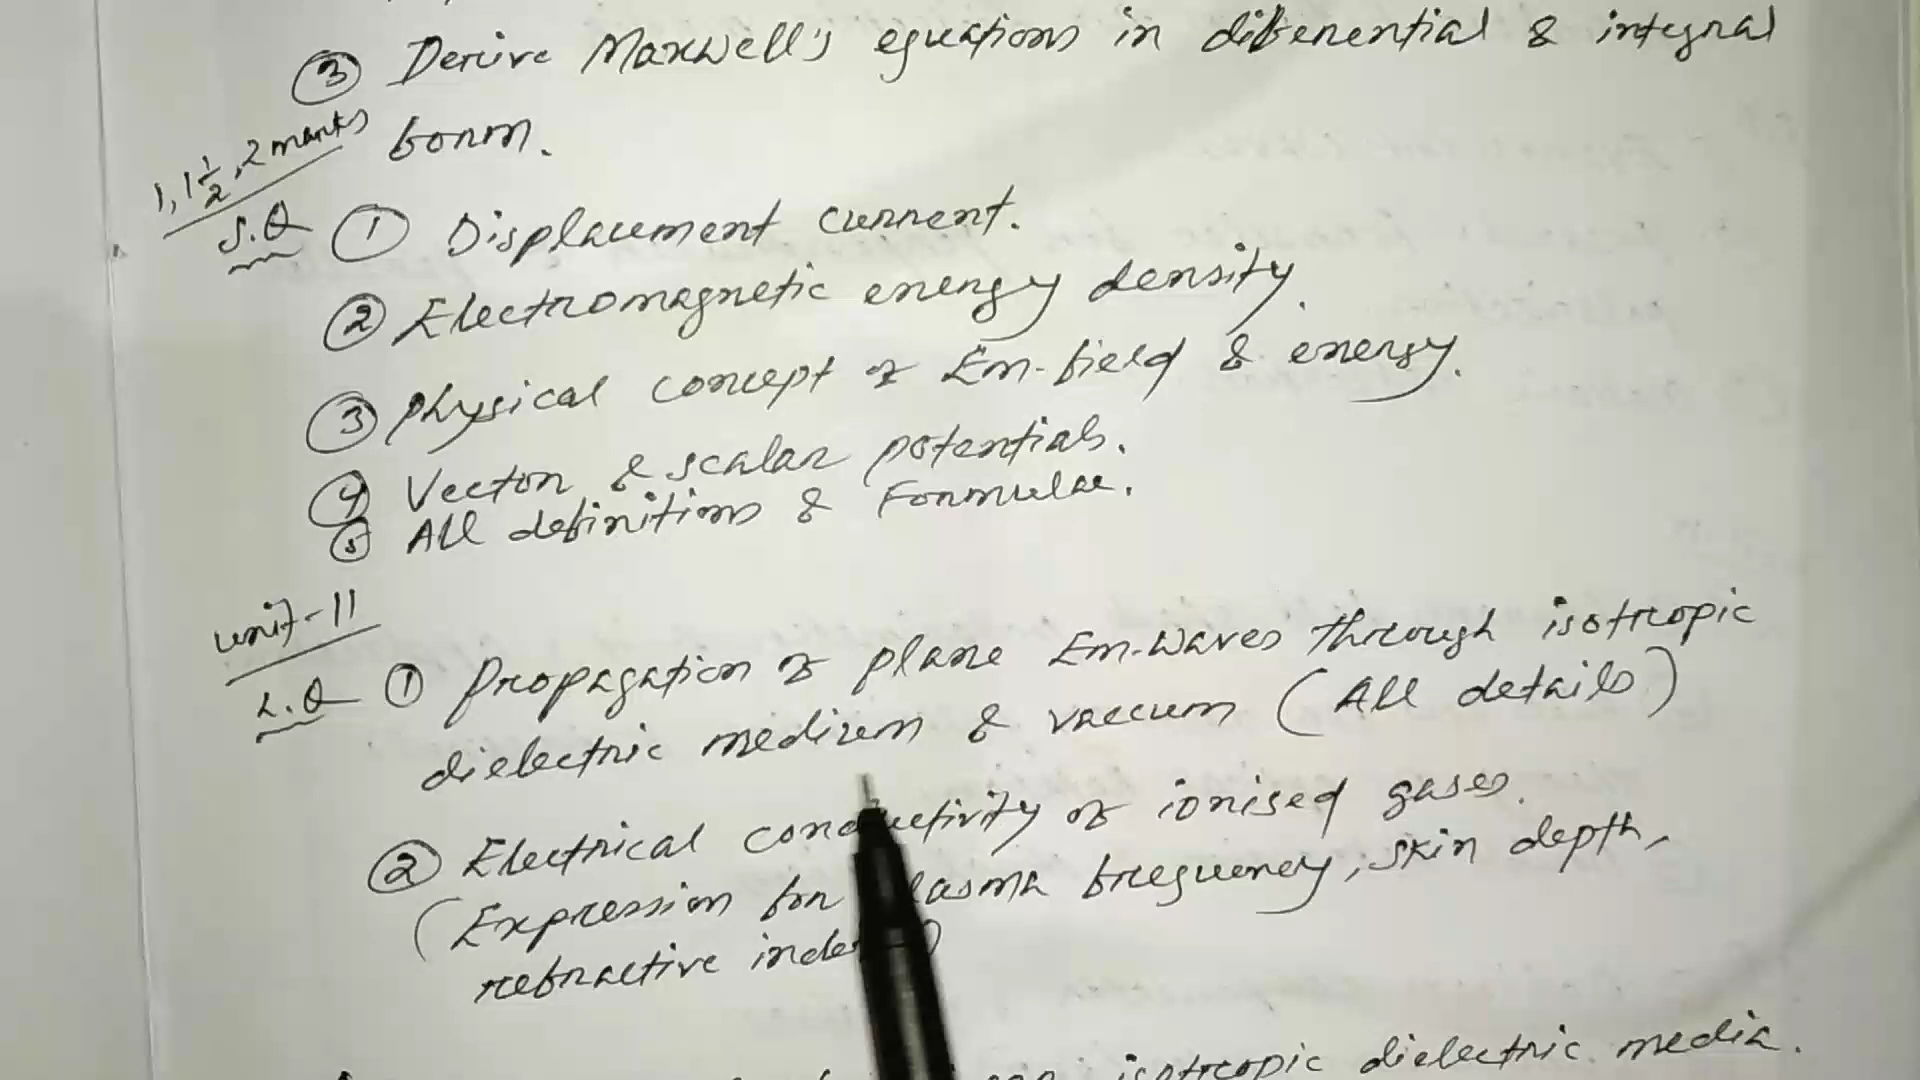 ③ Derive Maxwell's equations in differential & integral
form.
1, 1 1/2, 2 marks
S.Q ① Displacement current.
② Electromagnetic energy density.
③ Physical concept of Em-field & energy.
④ Vector & scalar potentials.
⑤ All definitions & Formulae.
Unit-II
L.Q ① Propagation of plane Em-waves through isotropic
dielectric medium & vaccum (All details)
② Electrical conductivity of ionised gases.
(Expression for plasma frequency, skin depth,
refractive index)
isotropic dielectric media.